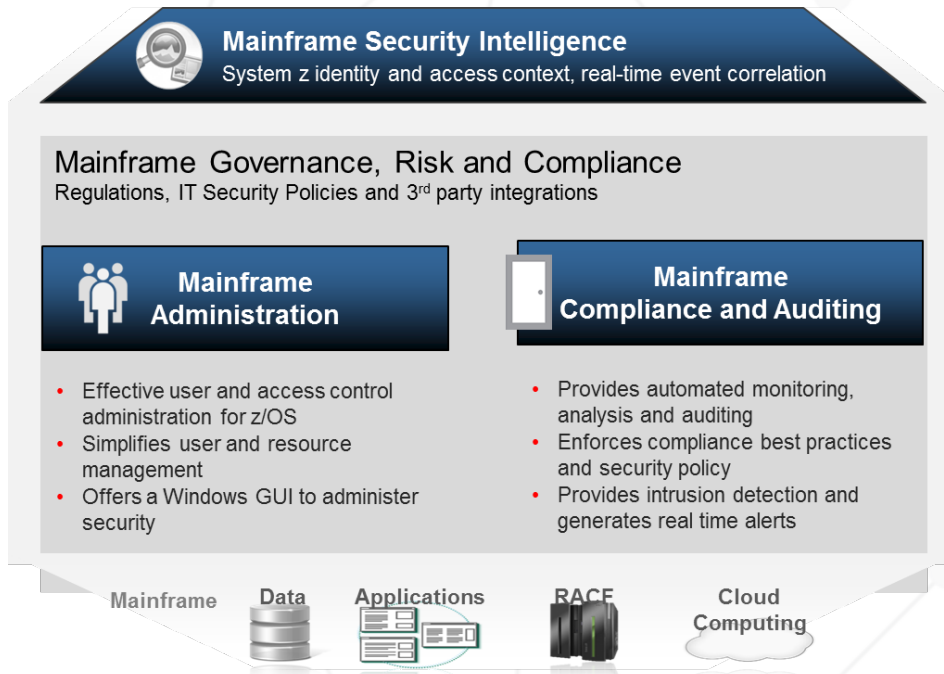 Mainframe Security Intelligence
System z identity and access context, real-time event correlation
Mainframe Governance, Risk and Compliance
Regulations, IT Security Policies and 3rd party integrations
Mainframe
Administration
• Effective user and access control
administration for z/OS
• Simplifies user and resource
management
• Offers a Windows GUI to administer
security
Mainframe
Compliance and Auditing
• Provides automated monitoring,
analysis and auditing
• Enforces compliance best practices
and security policy
• Provides intrusion detection and
generates real time alerts
Mainframe
Data
Applications
RACF
Cloud
Computing